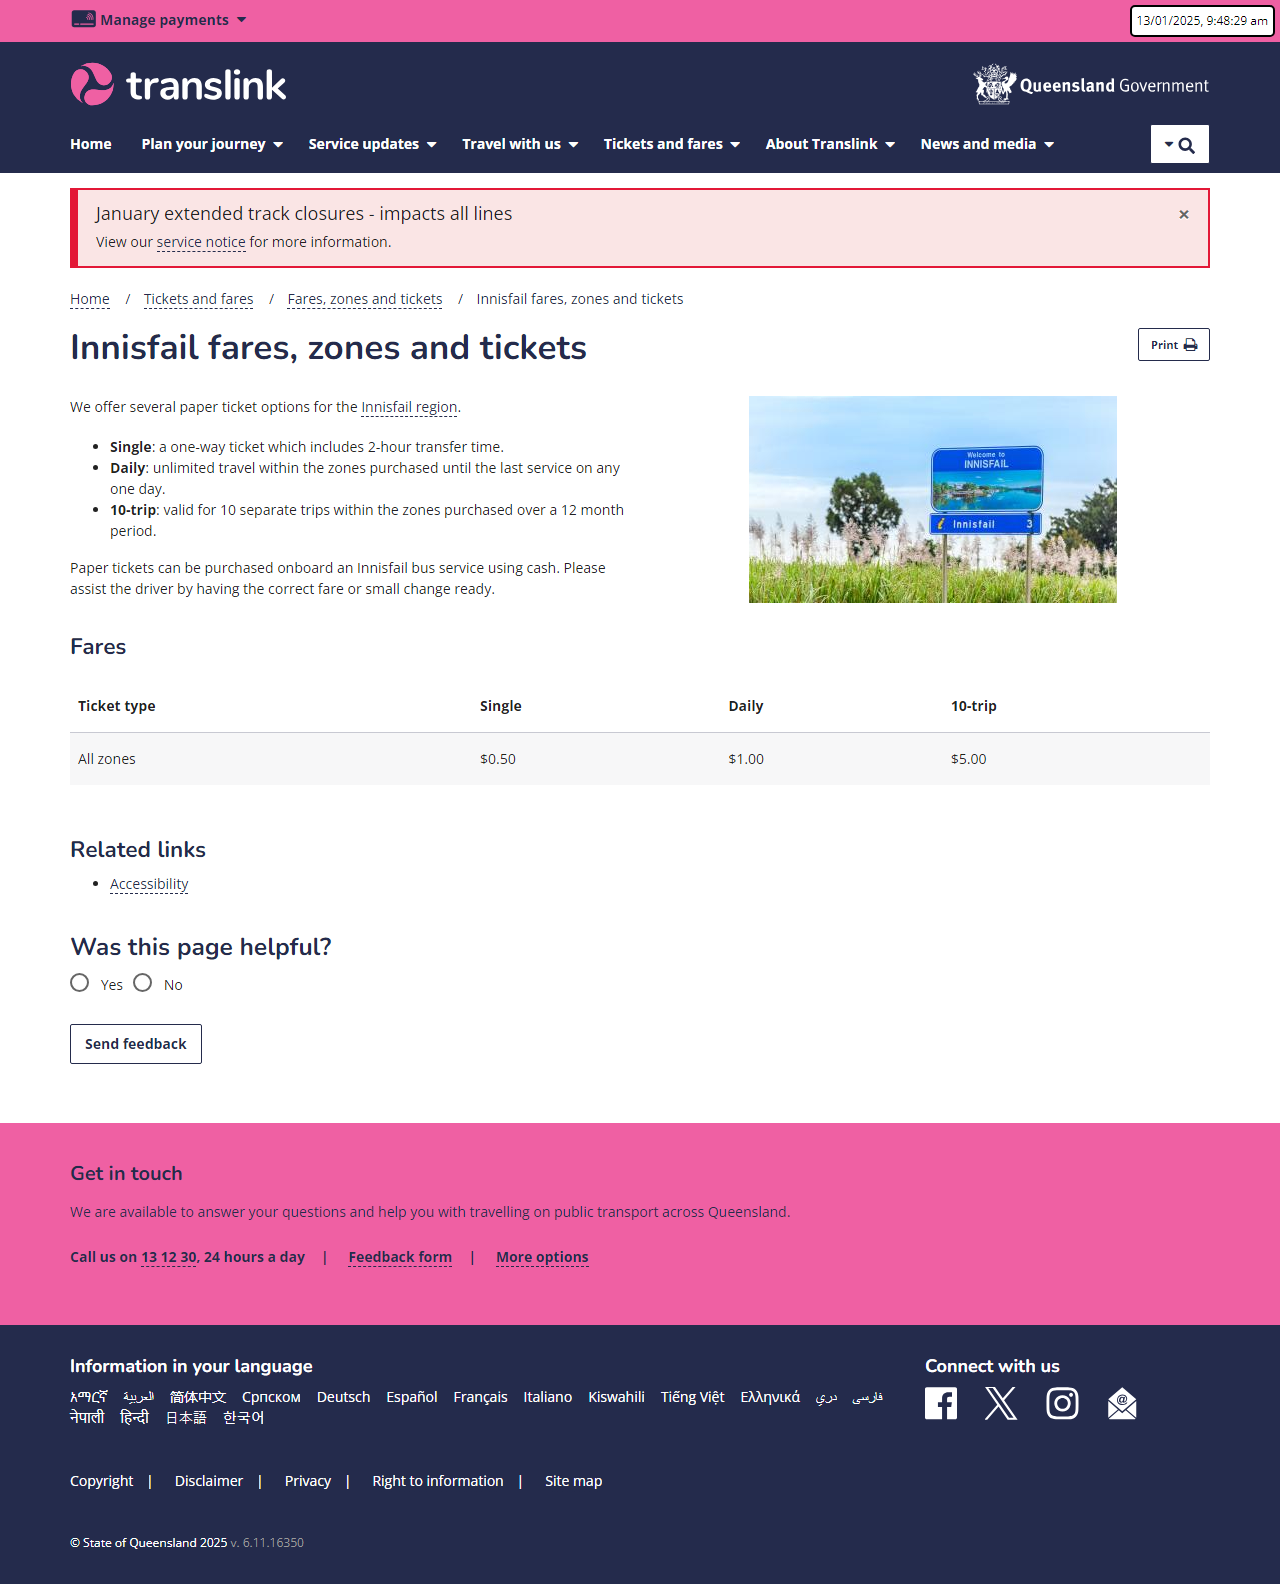 Manage payments
13/01/2025, 9:48:29 am
translink
Queensland Government
Home Plan your journey Service updates Travel with us Tickets and fares About Translink News and media
January extended track closures - impacts all lines
×
View our service notice for more information.
Home / Tickets and fares / Fares, zones and tickets / Innisfail fares, zones and tickets
Innisfail fares, zones and tickets
Print
We offer several paper ticket options for the Innisfail region.
• Single: a one-way ticket which includes 2-hour transfer time.
• Daily: unlimited travel within the zones purchased until the last service on any
one day.
• 10-trip: valid for 10 separate trips within the zones purchased over a 12 month
period.
Paper tickets can be purchased onboard an Innisfail bus service using cash. Please
assist the driver by having the correct fare or small change ready.
Welcome to
INNISFAIL
i Innisfail 3
Fares
Ticket type Single Daily 10-trip
All zones $0.50 $1.00 $5.00
Related links
• Accessibility
Was this page helpful?
Yes No
Send feedback
Get in touch
We are available to answer your questions and help you with travelling on public transport across Queensland.
Call us on 13 12 30, 24 hours a day | Feedback form | More options
Information in your language
Connect with us
አማርኛ العربية 简体中文 Српском Deutsch Español Français Italiano Kiswahili Tiếng Việt Ελληνικά دري فارسی
नेपाली हिन्दी 日本語 한국어
@
Copyright | Disclaimer | Privacy | Right to information | Site map
© State of Queensland 2025 v. 6.11.16350